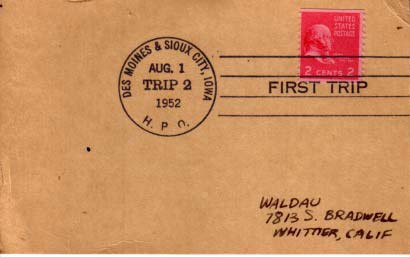 UNITED
STATES
POSTAGE
2 CENTS 2
DES MOINES & SIOUX CITY, IOWA
AUG. 1
TRIP 2
1952
H. P. O.
FIRST TRIP
WALDAU
7813 S. BRADWELL
WHITTIER, CALIF